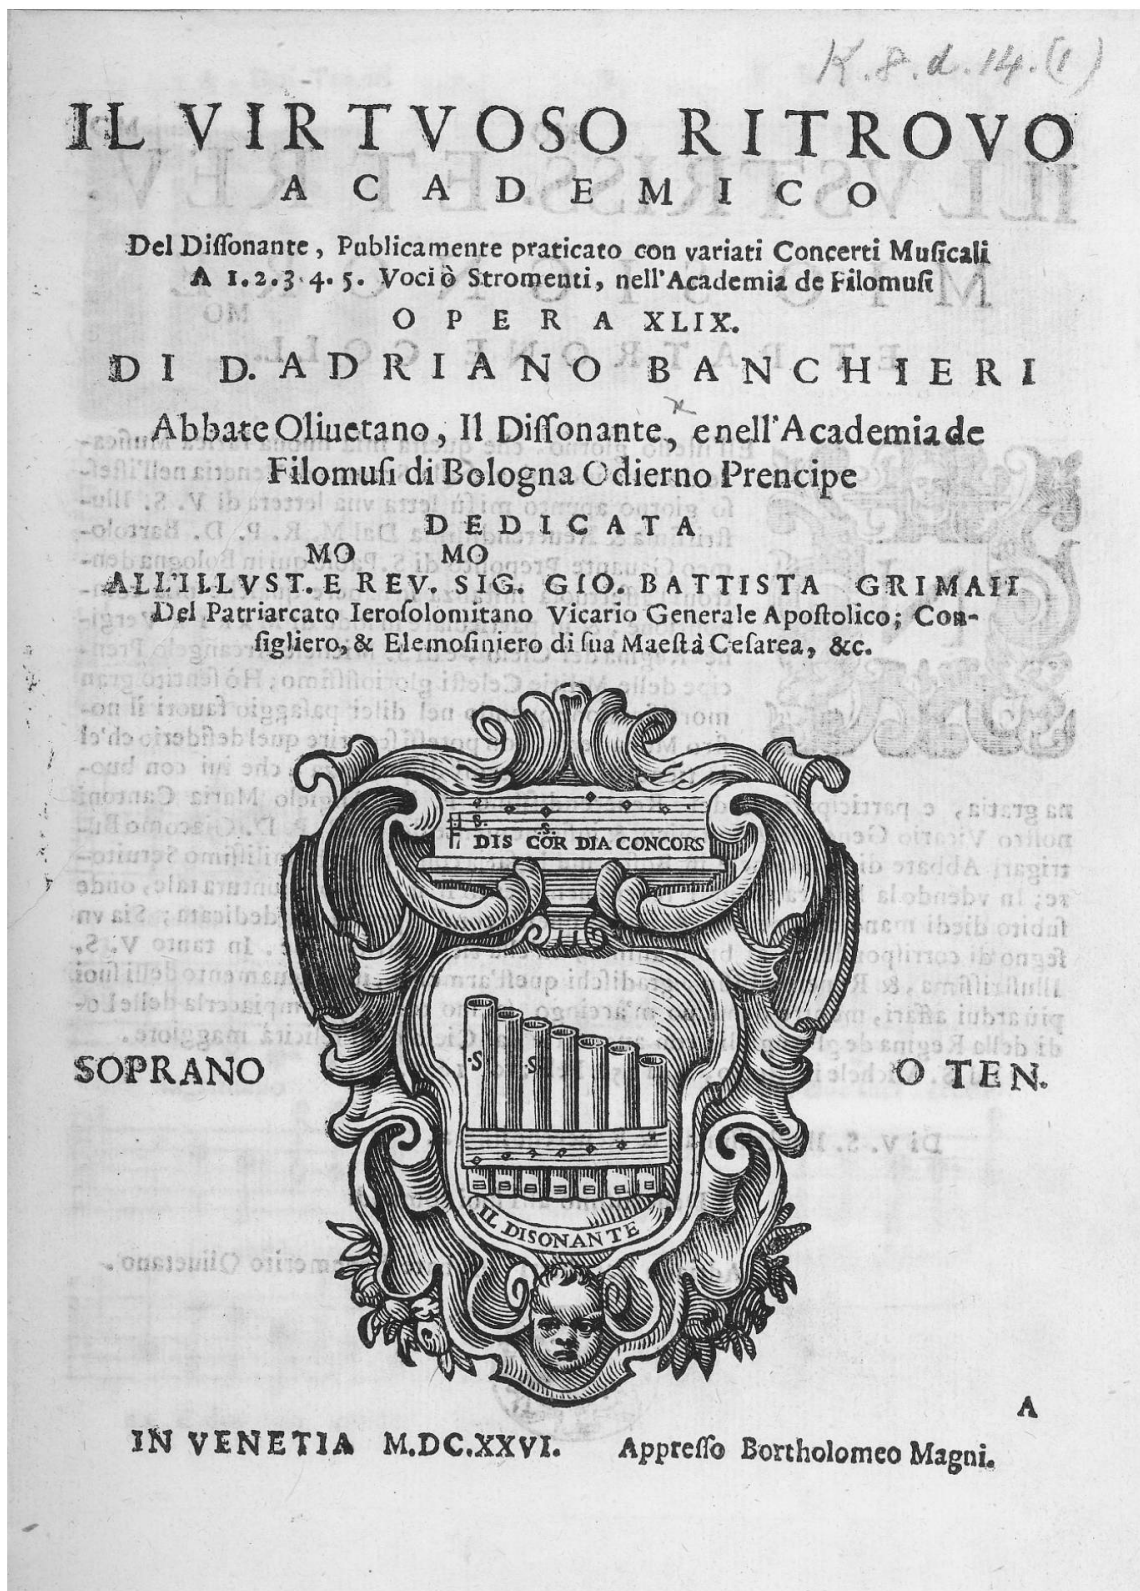 K.8.d.14.(1)
IL VIRTVOSO RITROVO
ACADEMICO
Del Diſſonante, Publicamente praticato con variati Concerti Muſicali
A 1.2.3.4.5. Voci ò Stromenti, nell'Academia de Filomuſi
OPERA XLIX.
DI D. ADRIANO BANCHIERI
Abbate Oliuetano, Il Diſſonante, e nell'Academia de
Filomuſi di Bologna Odierno Prencipe
DEDICATA
MO MO
ALL'ILLVST. E REV. SIG. GIO. BATTISTA GRIMAII
Del Patriarcato Ieroſolomitano Vicario Generale Apoſtolico; Con-
ſigliero, & Elemoſiniero di ſua Maeſtà Ceſarea, &c.
.S.
.S.
DIS COR DIA CONCORS
SOPRANO
:S
:S
O TEN.
IL DISONANTE
A
IN VENETIA M.DC.XXVI. Appreſſo Bortholomeo Magni.